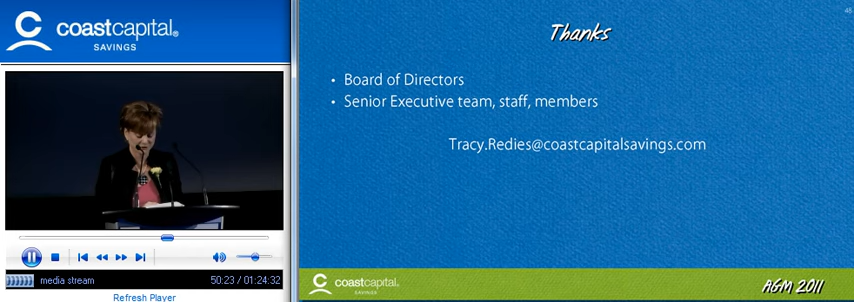 coastcapital®
SAVINGS
media stream
50:23 / 01:24:32
Refresh Player
48
Thanks
• Board of Directors
• Senior Executive team, staff, members
Tracy.Redies@coastcapitalsavings.com
coastcapital®
SAVINGS
AGM 2011